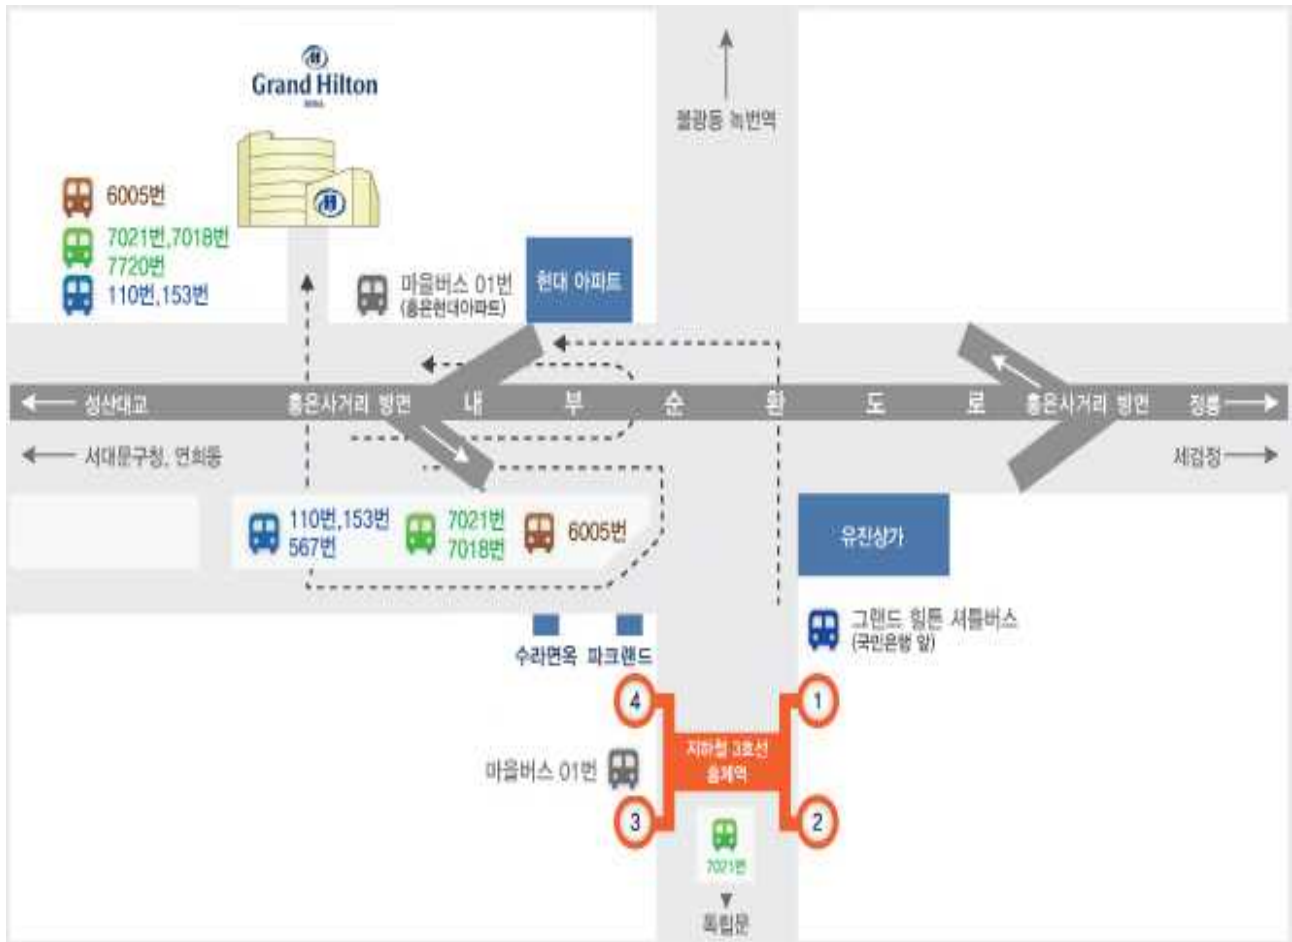 Grand Hilton
불광동 녹번역
6005번
7021번,7018번
7720번
110번,153번
마을버스 01번
(홍은현대아파트)
현대 아파트
성산대교
홍은사거리 방면
내 부 순 환 도 로
홍은사거리 방면
정릉
서대문구청, 연희동
세검정
110번,153번
567번
7021번
7018번
6005번
유진상가
그랜드 힐튼 셔틀버스
(국민은행 앞)
수라면옥
파크랜드
4
1
지하철 3호선
홍제역
마을버스 01번
3
2
7021번
독립문